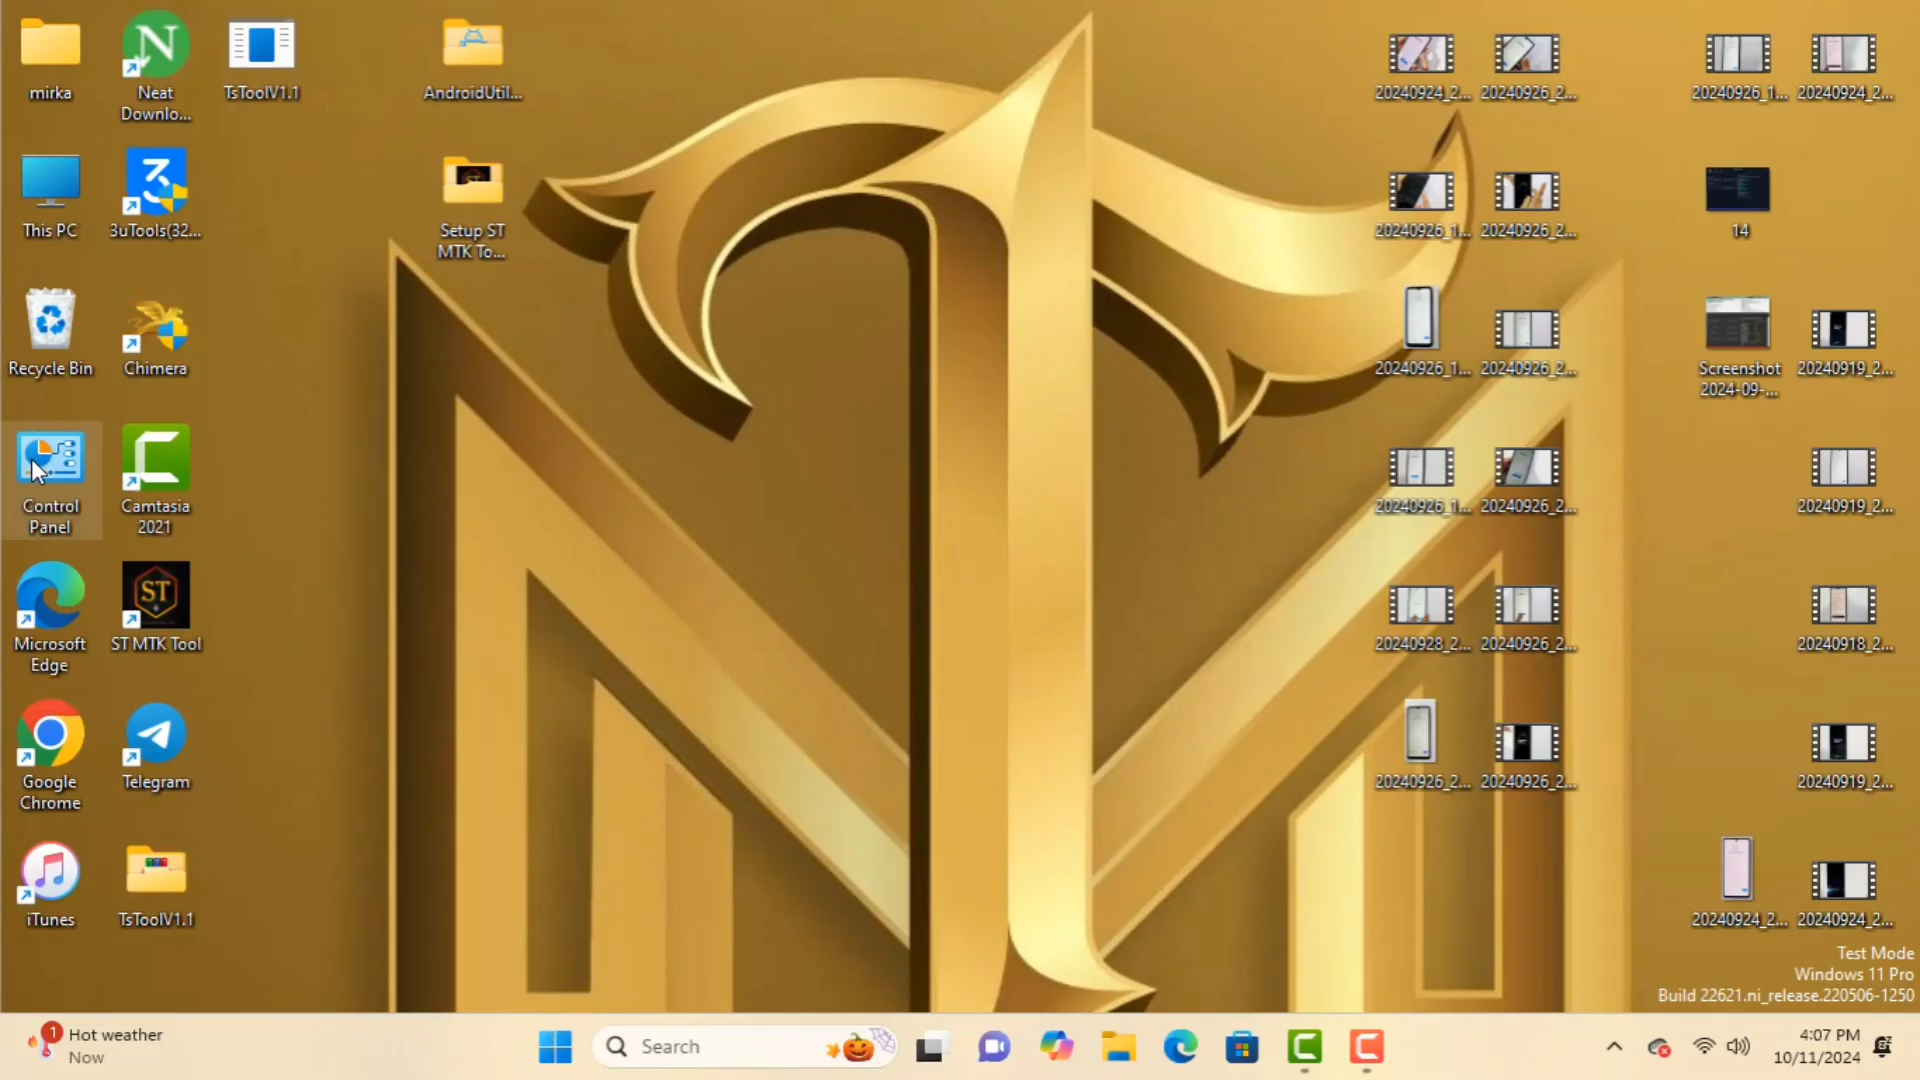 mirka
Neat
Downlo...
TsToolV1.1
AndroidUtil...
20240924_2...
20240926_2...
20240926_1...
20240924_2...
This PC
3uTools(32...
Setup ST
MTK To...
20240926_1...
20240926_2...
14
Recycle Bin
Chimera
20240926_1...
20240926_2...
Screenshot
2024-09-...
20240919_2...
Control
Panel
Camtasia
2021
20240926_1...
20240926_2...
20240919_2...
Microsoft
Edge
ST
ST MTK Tool
20240928_2...
20240926_2...
20240918_2...
Google
Chrome
Telegram
20240926_2...
20240926_2...
20240919_2...
iTunes
TsToolV1.1
20240924_2...
20240924_2...
Test Mode
Windows 11 Pro
Build 22621.ni_release.220506-1250
1
Hot weather
Now
Search
4:07 PM
10/11/2024